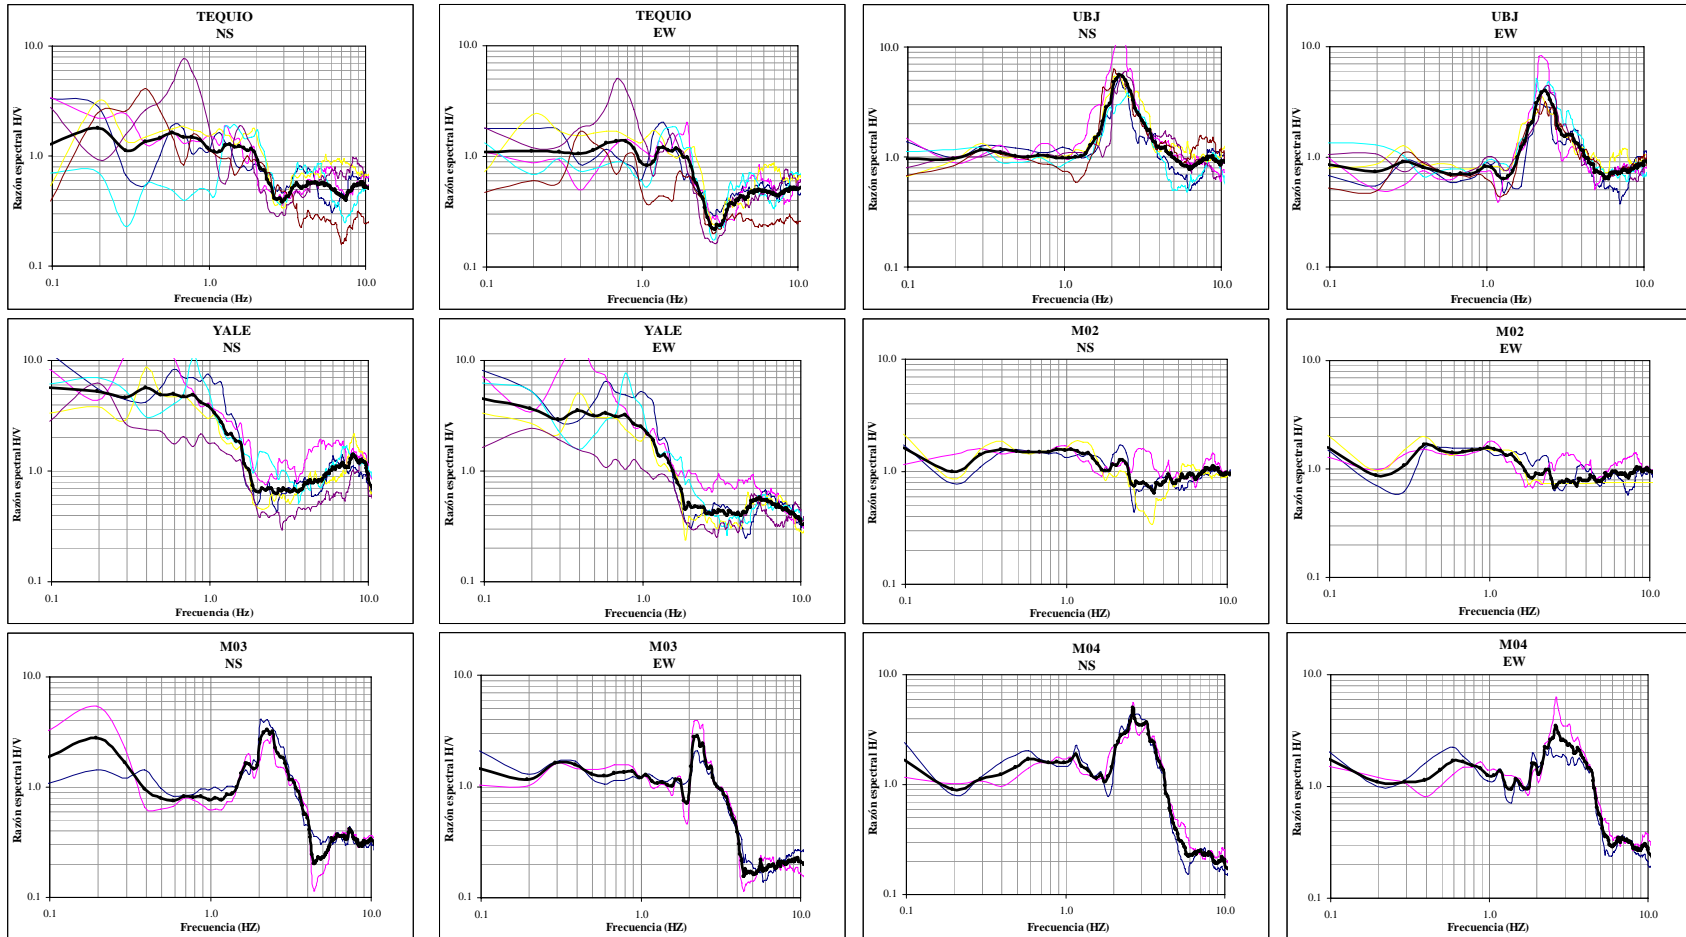 TEQUIO
NS
10.0
1.0
0.1
0.1
1.0
10.0
Razón espectral H/V
Frecuencia (Hz)
TEQUIO
EW
10.0
1.0
0.1
0.1
1.0
10.0
Razón espectral H/V
Frecuencia (Hz)
UBJ
NS
10.0
1.0
0.1
0.1
1.0
10.0
Razón espectral H/V
Frecuencia (Hz)
UBJ
EW
10.0
1.0
0.1
0.1
1.0
10.0
Razón espectral H/V
Frecuencia (Hz)
YALE
NS
10.0
1.0
0.1
0.1
1.0
10.0
Razón espectral H/V
Frecuencia (Hz)
YALE
EW
10.0
1.0
0.1
0.1
1.0
10.0
Razón espectral H/V
Frecuencia (Hz)
M02
NS
10.0
1.0
0.1
0.1
1.0
10.0
Razón espectral H/V
Frecuencia (HZ)
M02
EW
10.0
1.0
0.1
0.1
1.0
10.0
Razón espectral H/V
Frecuencia (HZ)
M03
NS
10.0
1.0
0.1
0.1
1.0
10.0
Razón espectral H/V
Frecuencia (HZ)
M03
EW
10.0
1.0
0.1
0.1
1.0
10.0
Razón espectral H/V
Frecuencia (HZ)
M04
NS
10.0
1.0
0.1
0.1
1.0
10.0
Razón espectral H/V
Frecuencia (HZ)
M04
EW
10.0
1.0
0.1
0.1
1.0
10.0
Razón espectral H/V
Frecuencia (HZ)